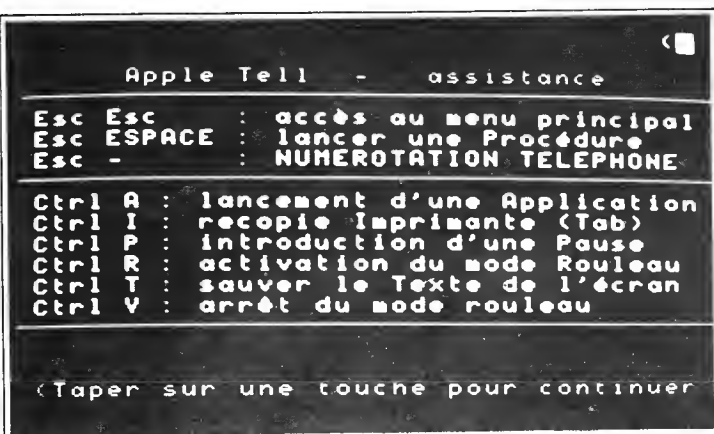 (
Apple Tell - assistance
Esc Esc : accès au menu principal
Esc ESPACE : lancer une Procédure
Esc - : NUMEROTATION TELEPHONE
Ctrl A : lancement d'une Application
Ctrl I : recopie Imprimante (Tab)
Ctrl P : introduction d'une Pause
Ctrl R : activation du mode Rouleau
Ctrl T : sauver le Texte de l'écran
Ctrl V : arrêt du mode rouleau
(Taper sur une touche pour continuer